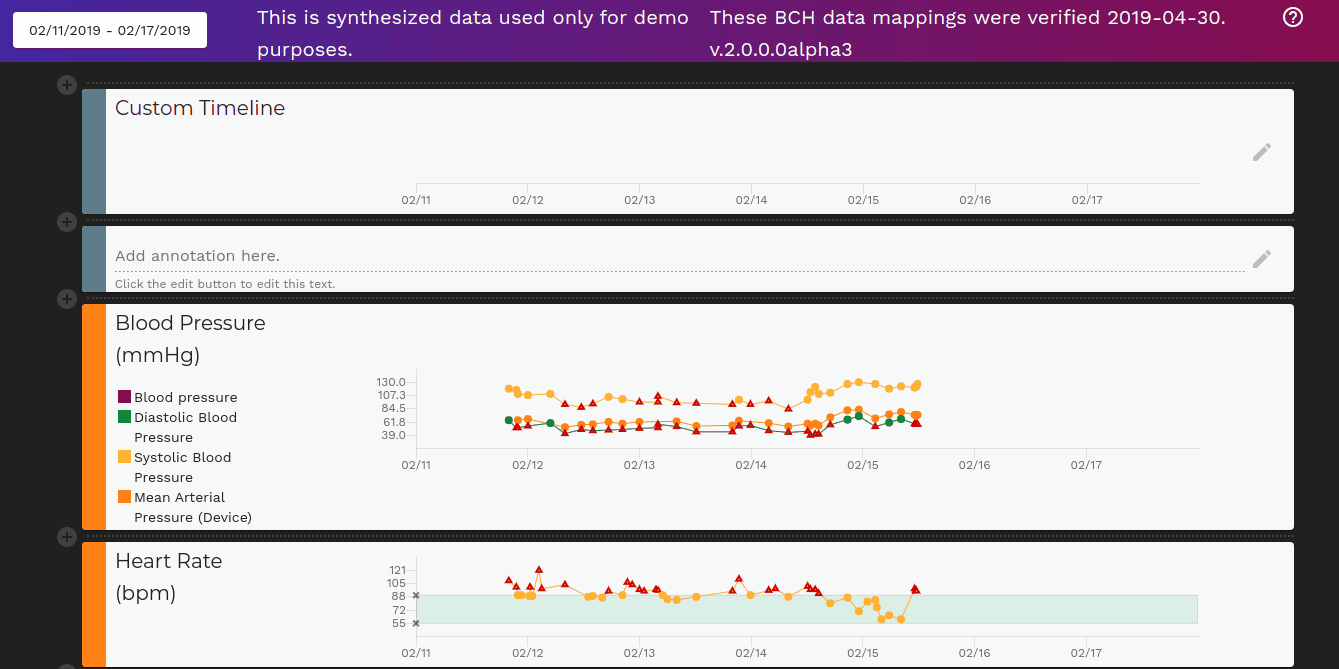 02/11/2019 - 02/17/2019
This is synthesized data used only for demo
purposes.
These BCH data mappings were verified 2019-04-30.
v.2.0.0.0alpha3
Custom Timeline
02/11 02/12 02/13 02/14 02/15 02/16 02/17
Add annotation here.
Click the edit button to edit this text.
Blood Pressure
(mmHg)
Blood pressure
Diastolic Blood
Pressure
Systolic Blood
Pressure
Mean Arterial
Pressure (Device)
130.0
107.3
84.5
61.8
39.0
02/11 02/12 02/13 02/14 02/15 02/16 02/17
Heart Rate
(bpm)
121
105
88
72
55
02/11 02/12 02/13 02/14 02/15 02/16 02/17